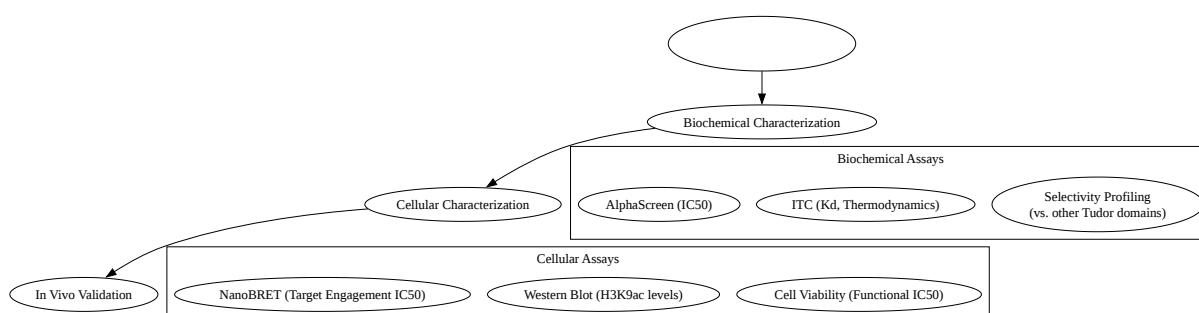 Biochemical Characterization
Biochemical Assays
Cellular Characterization
AlphaScreen (IC50)
ITC (Kd, Thermodynamics)
Selectivity Profiling
(vs. other Tudor domains)
Cellular Assays
In Vivo Validation
NanoBRET (Target Engagement IC50)
Western Blot (H3K9ac levels)
Cell Viability (Functional IC50)